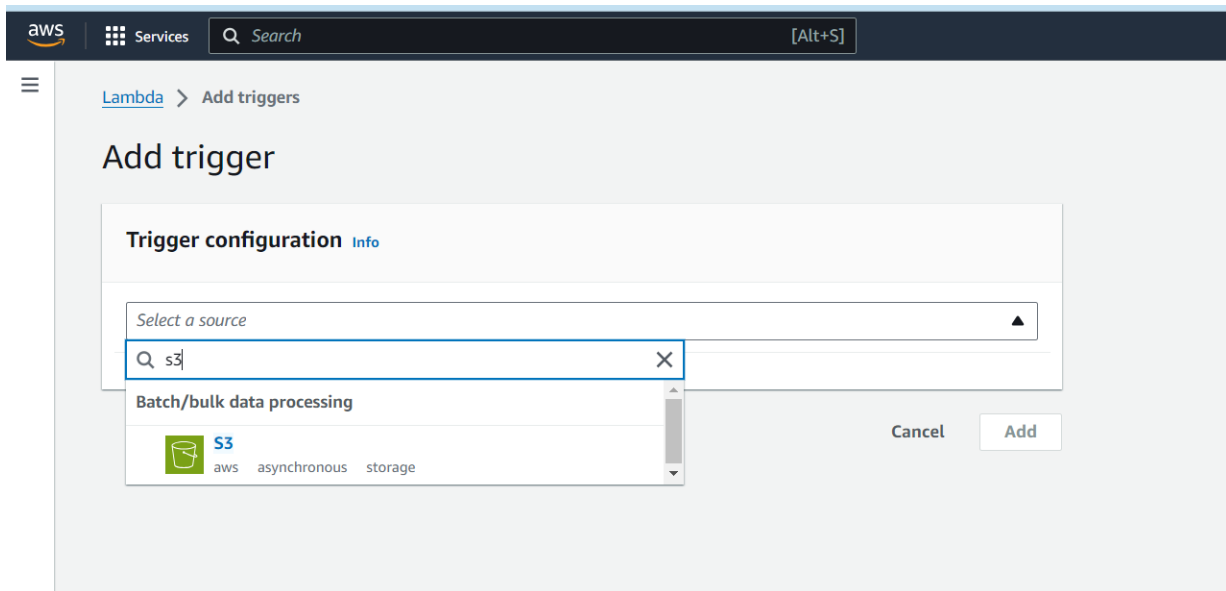 aws Services Search [Alt+S]
Lambda > Add triggers
Add trigger
Trigger configuration Info
Select a source
s3
Batch/bulk data processing
S3
aws asynchronous storage
Cancel Add